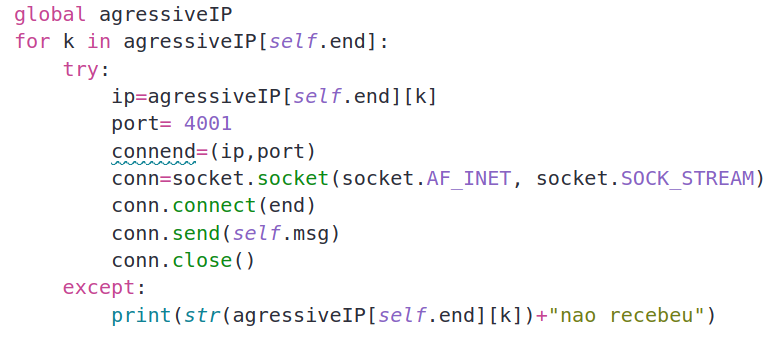 global agressiveIP
for k in agressiveIP[self.end]:
    try:
        ip=agressiveIP[self.end][k]
        port= 4001
        connend=(ip,port)
        conn=socket.socket(socket.AF_INET, socket.SOCK_STREAM)
        conn.connect(end)
        conn.send(self.msg)
        conn.close()
    except:
        print(str(agressiveIP[self.end][k])+"nao recebeu")